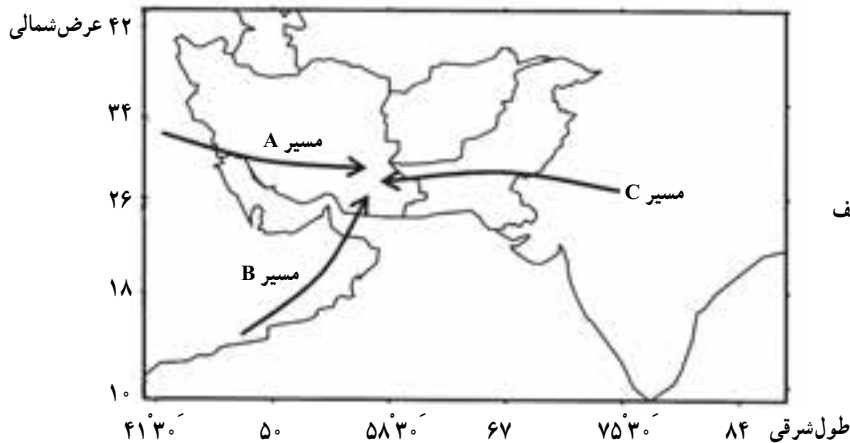 ۴۲ عرض‌شمالی
۳۴
مسیر A
۲۶
مسیر C
ف
مسیر B
۱۸
۱۰
۴۱°۳۰´ ۵۰ ۵۸°۳۰´ ۶۷ ۷۵°۳۰´ ۸۴ طول‌شرقی